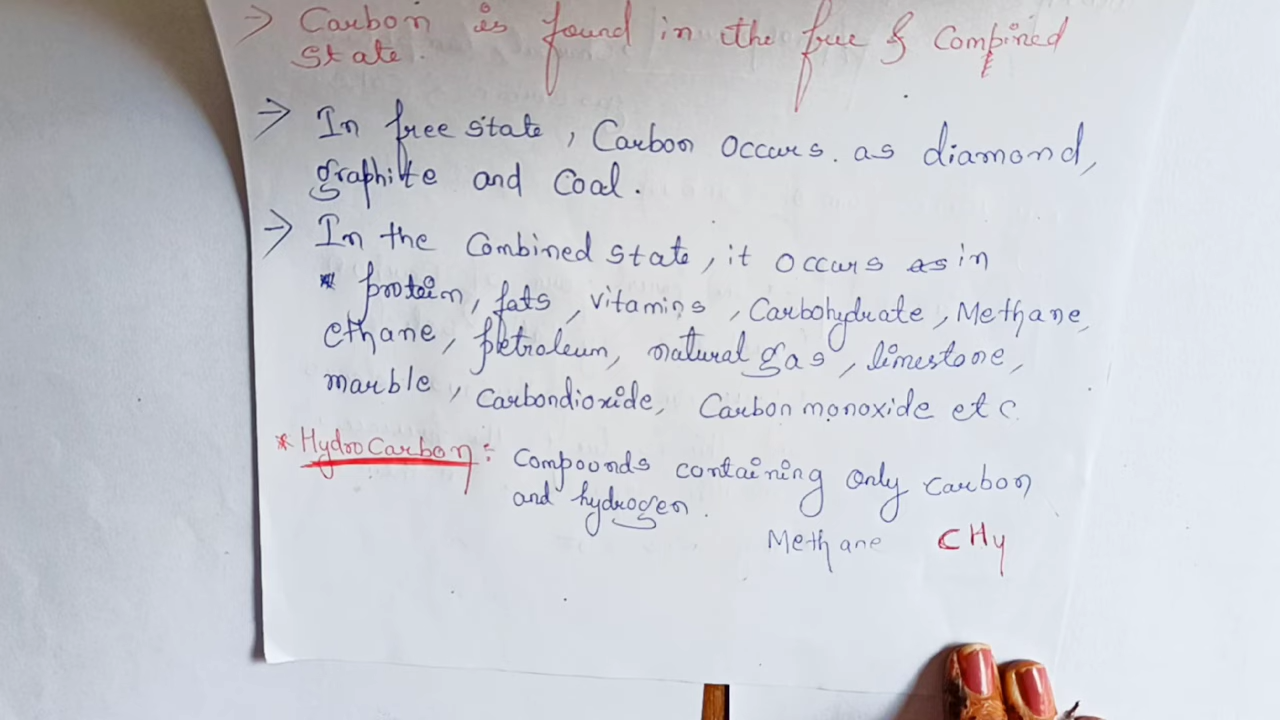 → Carbon is found in the free & Combined
State.
→ In free state, Carbon occurs. as diamond,
graphite and Coal.
→ In the Combined state, it occurs as in
* protein, fats, vitamins, Carbohydrate, Methane,
ethane, petroleum, natural gas, limestone,
marble, Carbondioxide, Carbon monoxide etc.
* HydroCarbon: Compounds containing only carbon
and hydrogen.
Methane CH4